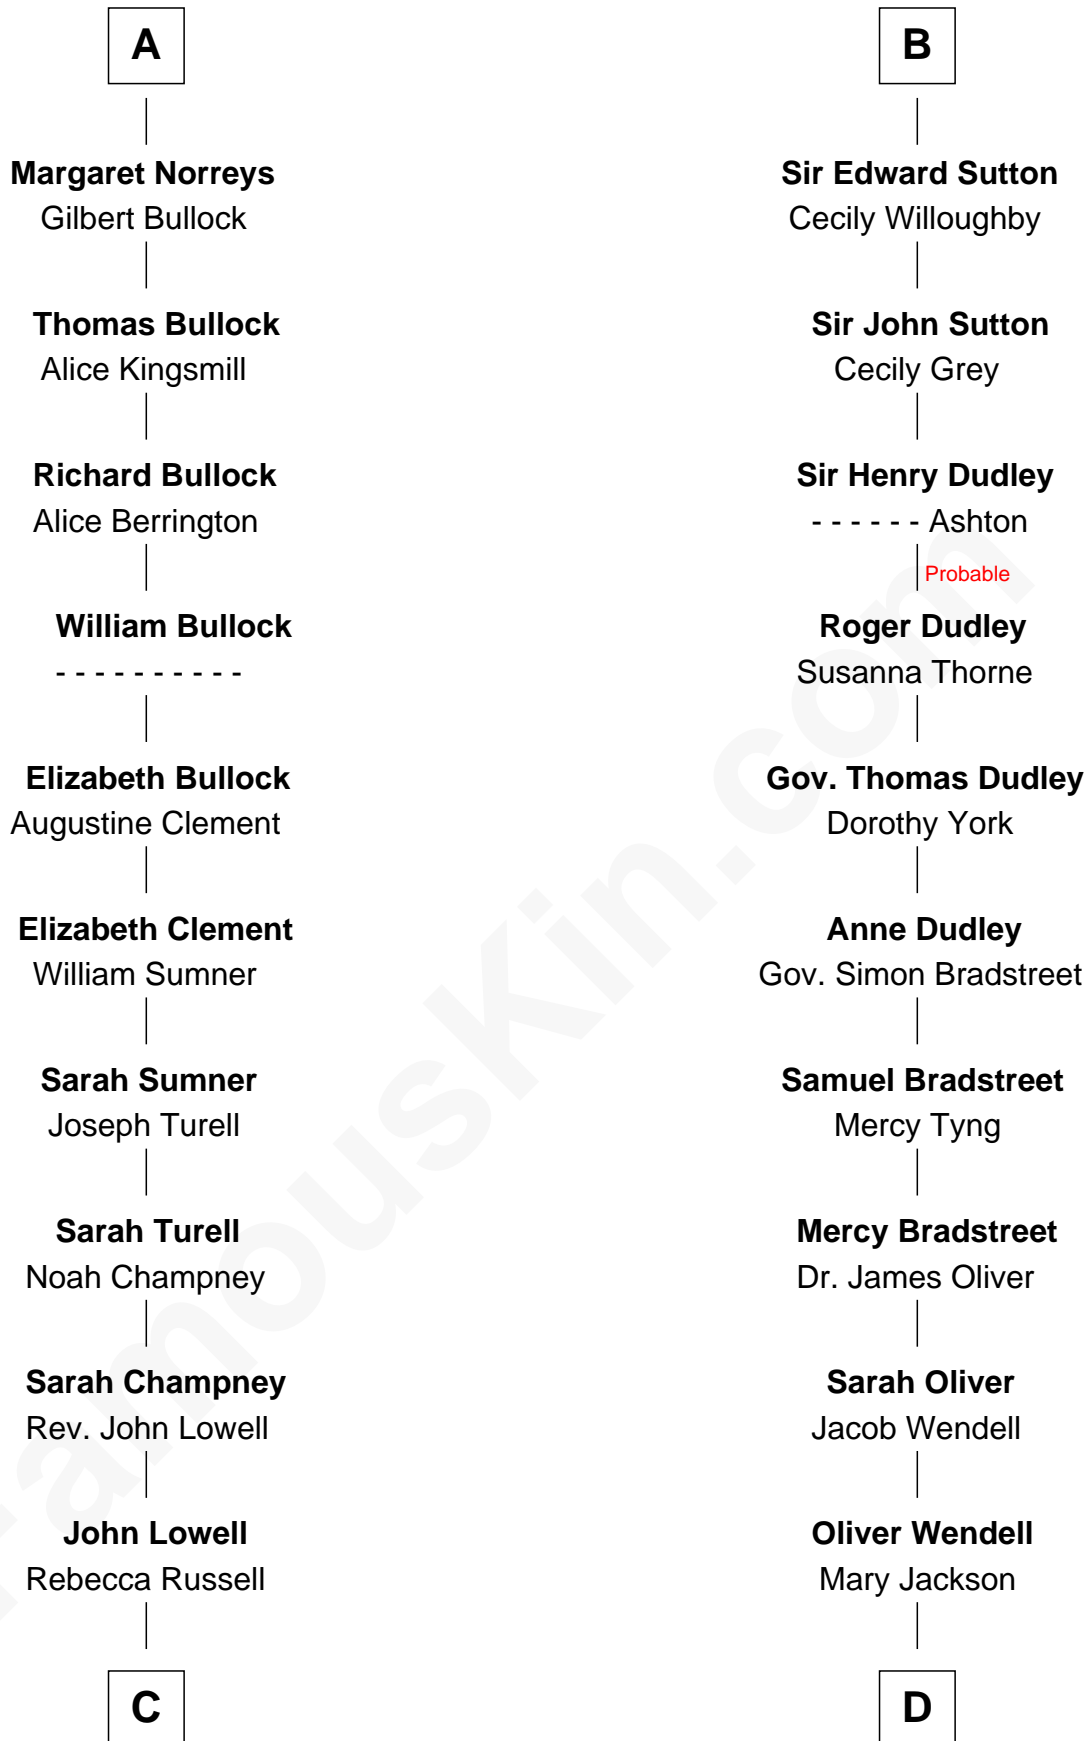 A
Margaret Norreys
Gilbert Bullock
Thomas Bullock
Alice Kingsmill
Richard Bullock
Alice Berrington
William Bullock
- - - - - - - - - -
Elizabeth Bullock
Augustine Clement
Elizabeth Clement
William Sumner
Sarah Sumner
Joseph Turell
Sarah Turell
Noah Champney
Sarah Champney
Rev. John Lowell
John Lowell
Rebecca Russell
C
B
Sir Edward Sutton
Cecily Willoughby
Sir John Sutton
Cecily Grey
Sir Henry Dudley
- - - - - - Ashton
Probable
Roger Dudley
Susanna Thorne
Gov. Thomas Dudley
Dorothy York
Anne Dudley
Gov. Simon Bradstreet
Samuel Bradstreet
Mercy Tyng
Mercy Bradstreet
Dr. James Oliver
Sarah Oliver
Jacob Wendell
Oliver Wendell
Mary Jackson
D
FamousKin.com